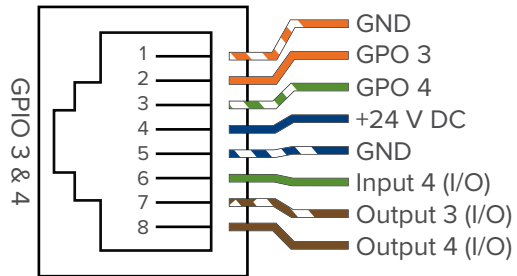 GPIO 3 & 4
1 GND
2 GPO 3
3 GPO 4
4 +24 V DC
5 GND
6 Input 4 (I/O)
7 Output 3 (I/O)
8 Output 4 (I/O)